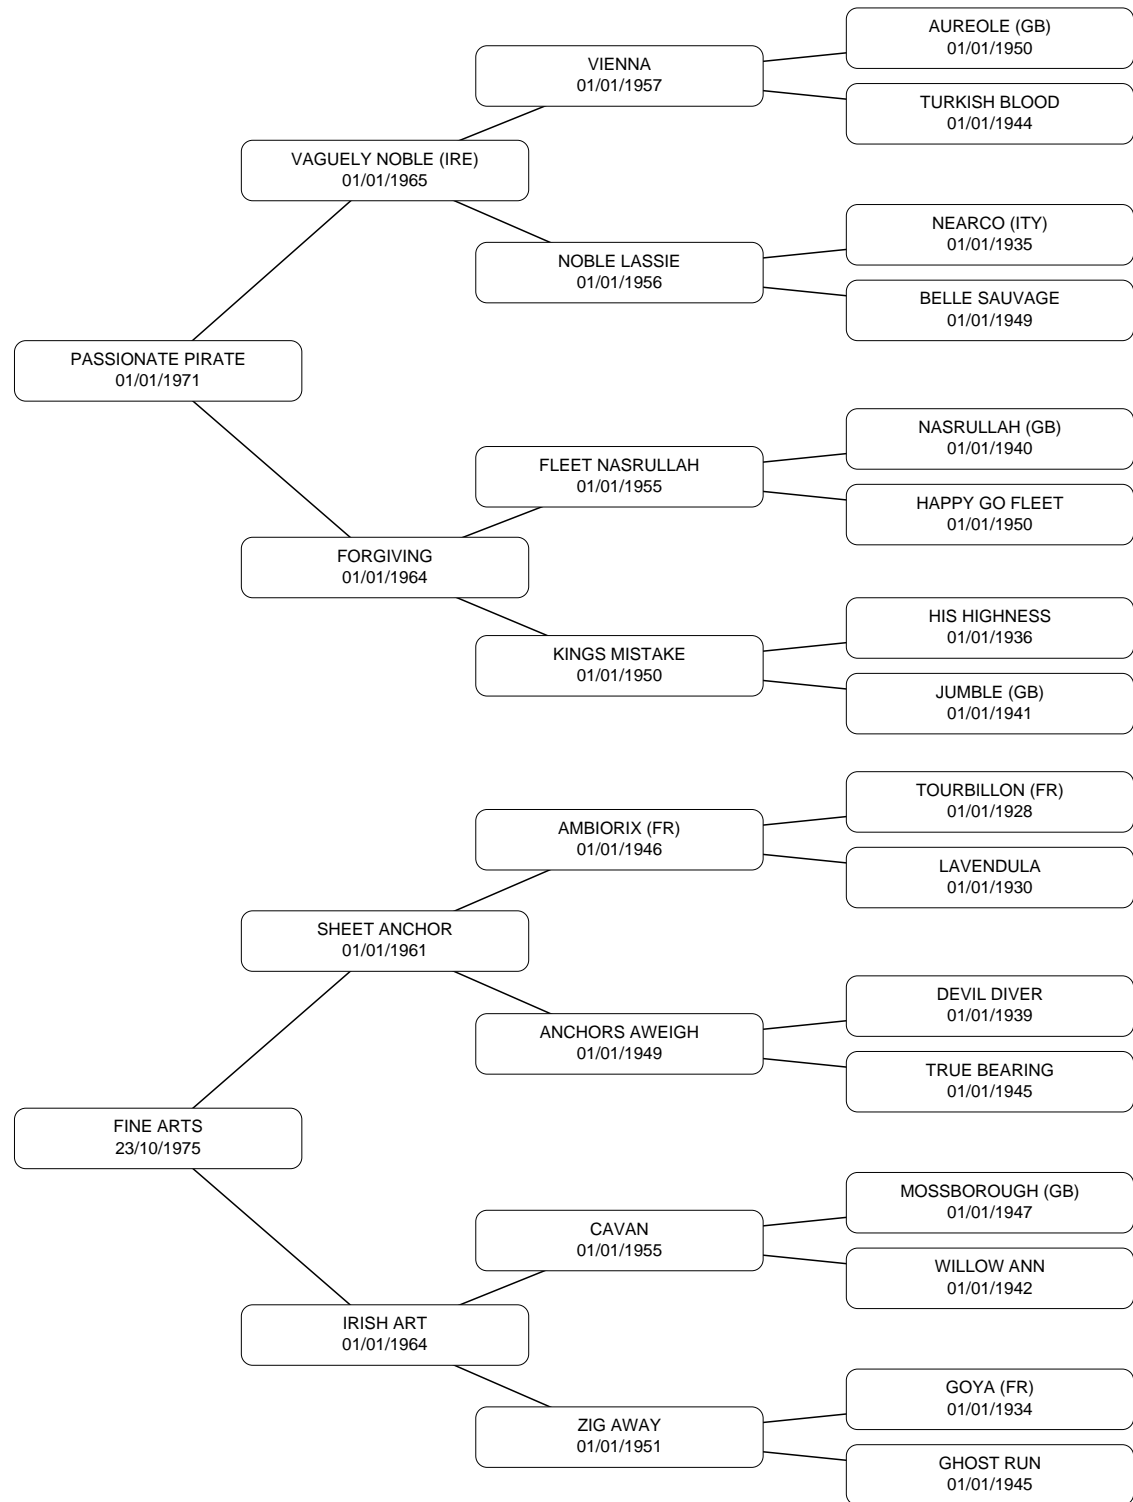 AUREOLE (GB)
01/01/1950
VIENNA
01/01/1957
TURKISH BLOOD
01/01/1944
VAGUELY NOBLE (IRE)
01/01/1965
NEARCO (ITY)
01/01/1935
NOBLE LASSIE
01/01/1956
BELLE SAUVAGE
01/01/1949
PASSIONATE PIRATE
01/01/1971
NASRULLAH (GB)
01/01/1940
FLEET NASRULLAH
01/01/1955
HAPPY GO FLEET
01/01/1950
FORGIVING
01/01/1964
HIS HIGHNESS
01/01/1936
KINGS MISTAKE
01/01/1950
JUMBLE (GB)
01/01/1941
TOURBILLON (FR)
01/01/1928
AMBIORIX (FR)
01/01/1946
LAVENDULA
01/01/1930
SHEET ANCHOR
01/01/1961
DEVIL DIVER
01/01/1939
ANCHORS AWEIGH
01/01/1949
TRUE BEARING
01/01/1945
FINE ARTS
23/10/1975
MOSSBOROUGH (GB)
01/01/1947
CAVAN
01/01/1955
WILLOW ANN
01/01/1942
IRISH ART
01/01/1964
GOYA (FR)
01/01/1934
ZIG AWAY
01/01/1951
GHOST RUN
01/01/1945